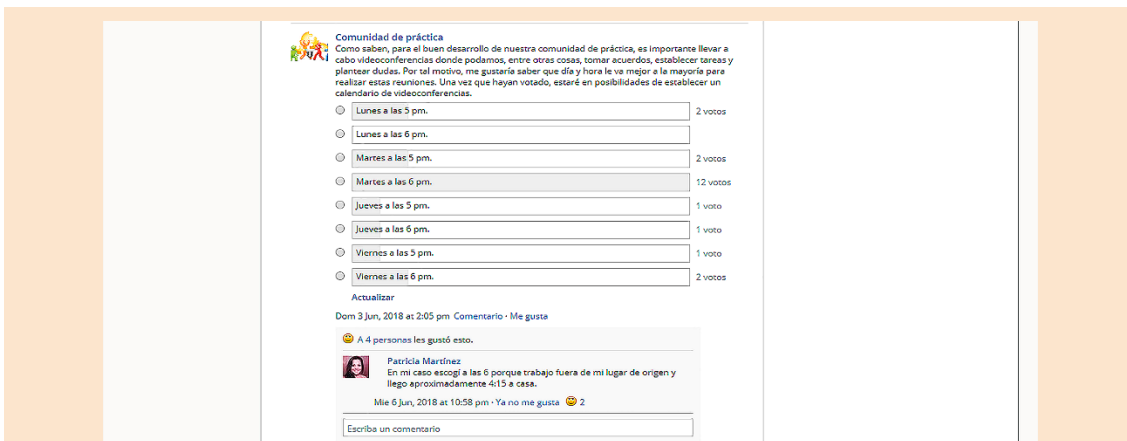 Comunidad de práctica
Como saben, para el buen desarrollo de nuestra comunidad de práctica, es importante llevar a
cabo videoconferencias donde podamos, entre otras cosas, tomar acuerdos, establecer tareas y
plantear dudas. Por tal motivo, me gustaría saber que día y hora le va mejor a la mayoría para
realizar estas reuniones. Una vez que hayan votado, estaré en posibilidades de establecer un
calendario de videoconferencias.
Lunes a las 5 pm. 2 votos
Lunes a las 6 pm.
Martes a las 5 pm. 2 votos
Martes a las 6 pm. 12 votos
Jueves a las 5 pm. 1 voto
Jueves a las 6 pm. 1 voto
Viernes a las 5 pm. 1 voto
Viernes a las 6 pm. 2 votos
Actualizar
Dom 3 Jun, 2018 at 2:05 pm Comentario · Me gusta
A 4 personas les gustó esto.
Patricia Martínez
En mi caso escogí a las 6 porque trabajo fuera de mi lugar de origen y
llego aproximadamente 4:15 a casa.
Mie 6 Jun, 2018 at 10:58 pm · Ya no me gusta 2
Escriba un comentario